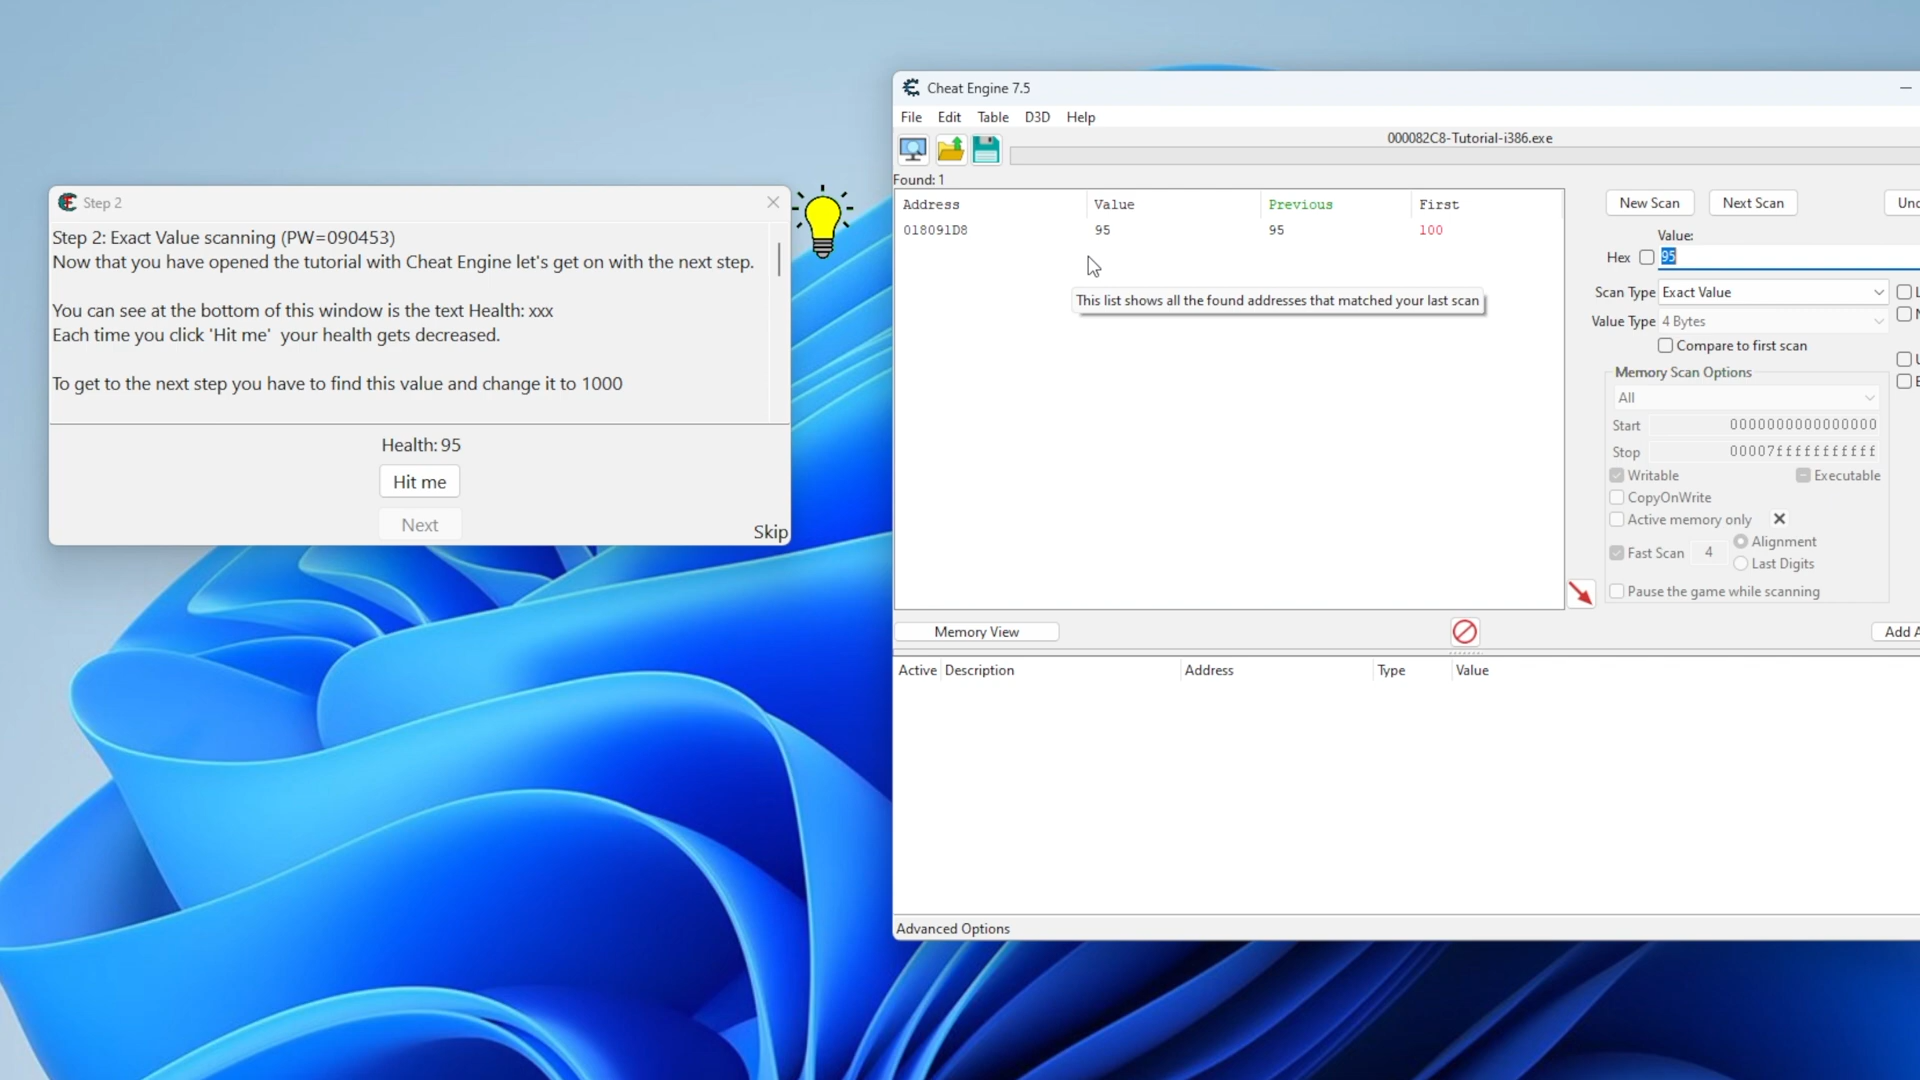 Step 2
Step 2: Exact Value scanning (PW=090453)
Now that you have opened the tutorial with Cheat Engine let's get on with the next step.
You can see at the bottom of this window is the text Health: xxx
Each time you click 'Hit me'  your health gets decreased.
To get to the next step you have to find this value and change it to 1000
Health: 95
Hit me
Next
Skip
Cheat Engine 7.5
File Edit Table D3D Help
000082C8-Tutorial-i386.exe
Found: 1
Address Value Previous First
018091D8 95 95 100
This list shows all the found addresses that matched your last scan
New Scan Next Scan Und
Value:
Hex 95
Scan Type Exact Value
Value Type 4 Bytes
Compare to first scan
Memory Scan Options
All
Start 0000000000000000
Stop 00007fffffffffff
Writable Executable
CopyOnWrite
Active memory only
Fast Scan 4 Alignment
Last Digits
Pause the game while scanning
Memory View
Add A
Active Description Address Type Value
Advanced Options